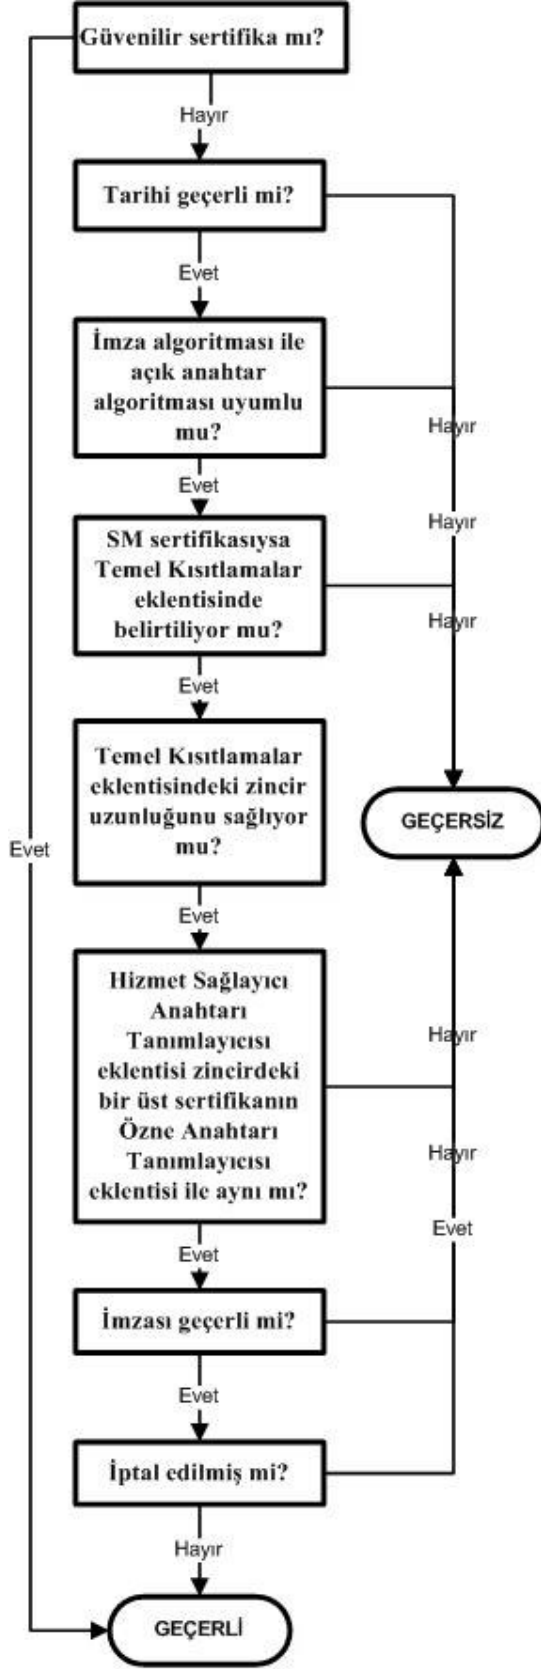 Güvenilir sertifika mı?
Hayır
Tarihi geçerli mi?
Evet
İmza algoritması ile
açık anahtar
algoritması uyumlu
mu?
Hayır
Evet
Hayır
SM sertifikasıysa
Temel Kısıtlamalar
eklentisinde
belirtiliyor mu?
Hayır
Evet
Temel Kısıtlamalar
eklentisindeki zincir
uzunluğunu sağlıyor
mu?
GEÇERSİZ
Evet
Evet
Hizmet Sağlayıcı
Anahtarı
Tanımlayıcısı
eklentisi zincirdeki
bir üst sertifikanın
Özne Anahtarı
Tanımlayıcısı
eklentisi ile aynı mı?
Hayır
Hayır
Evet
Evet
İmzası geçerli mi?
Evet
İptal edilmiş mi?
Hayır
GEÇERLİ